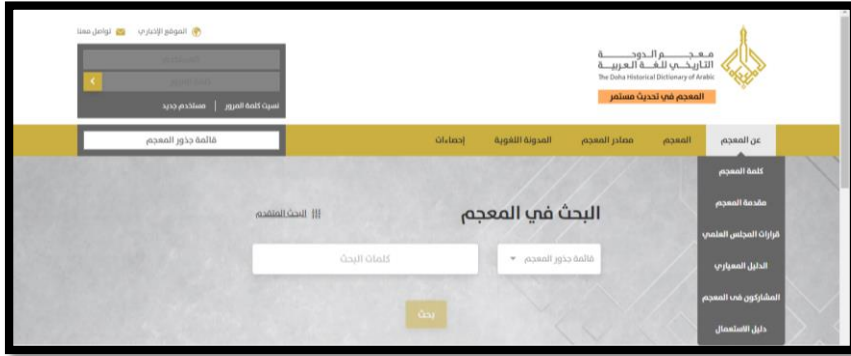 معجم الدوحة
التاريخي للغة العربية
The Doha Historical Dictionary of Arabic
المعجم في تحديث مستمر
الموقع الإخباري
تواصل معنا
نسيت كلمة المرور | مستخدم جديد
عن المعجم
المعجم
مصادر المعجم
المدونة اللغوية
إحصاءات
قائمة جذور المعجم
كلمة المعجم
مقدمة المعجم
قرارات المجلس العلمي
الدليل المعياري
المشاركون في المعجم
دليل الاستعمال
البحث في المعجم
البحث المتقدم
قائمة جذور المعجم
كلمات البحث
بحث